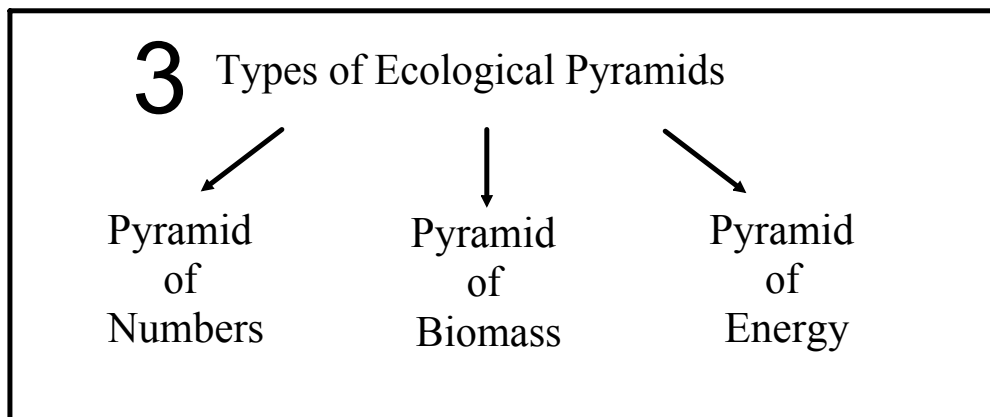 3 Types of Ecological Pyramids
Pyramid
of
Numbers
Pyramid
of
Biomass
Pyramid
of
Energy